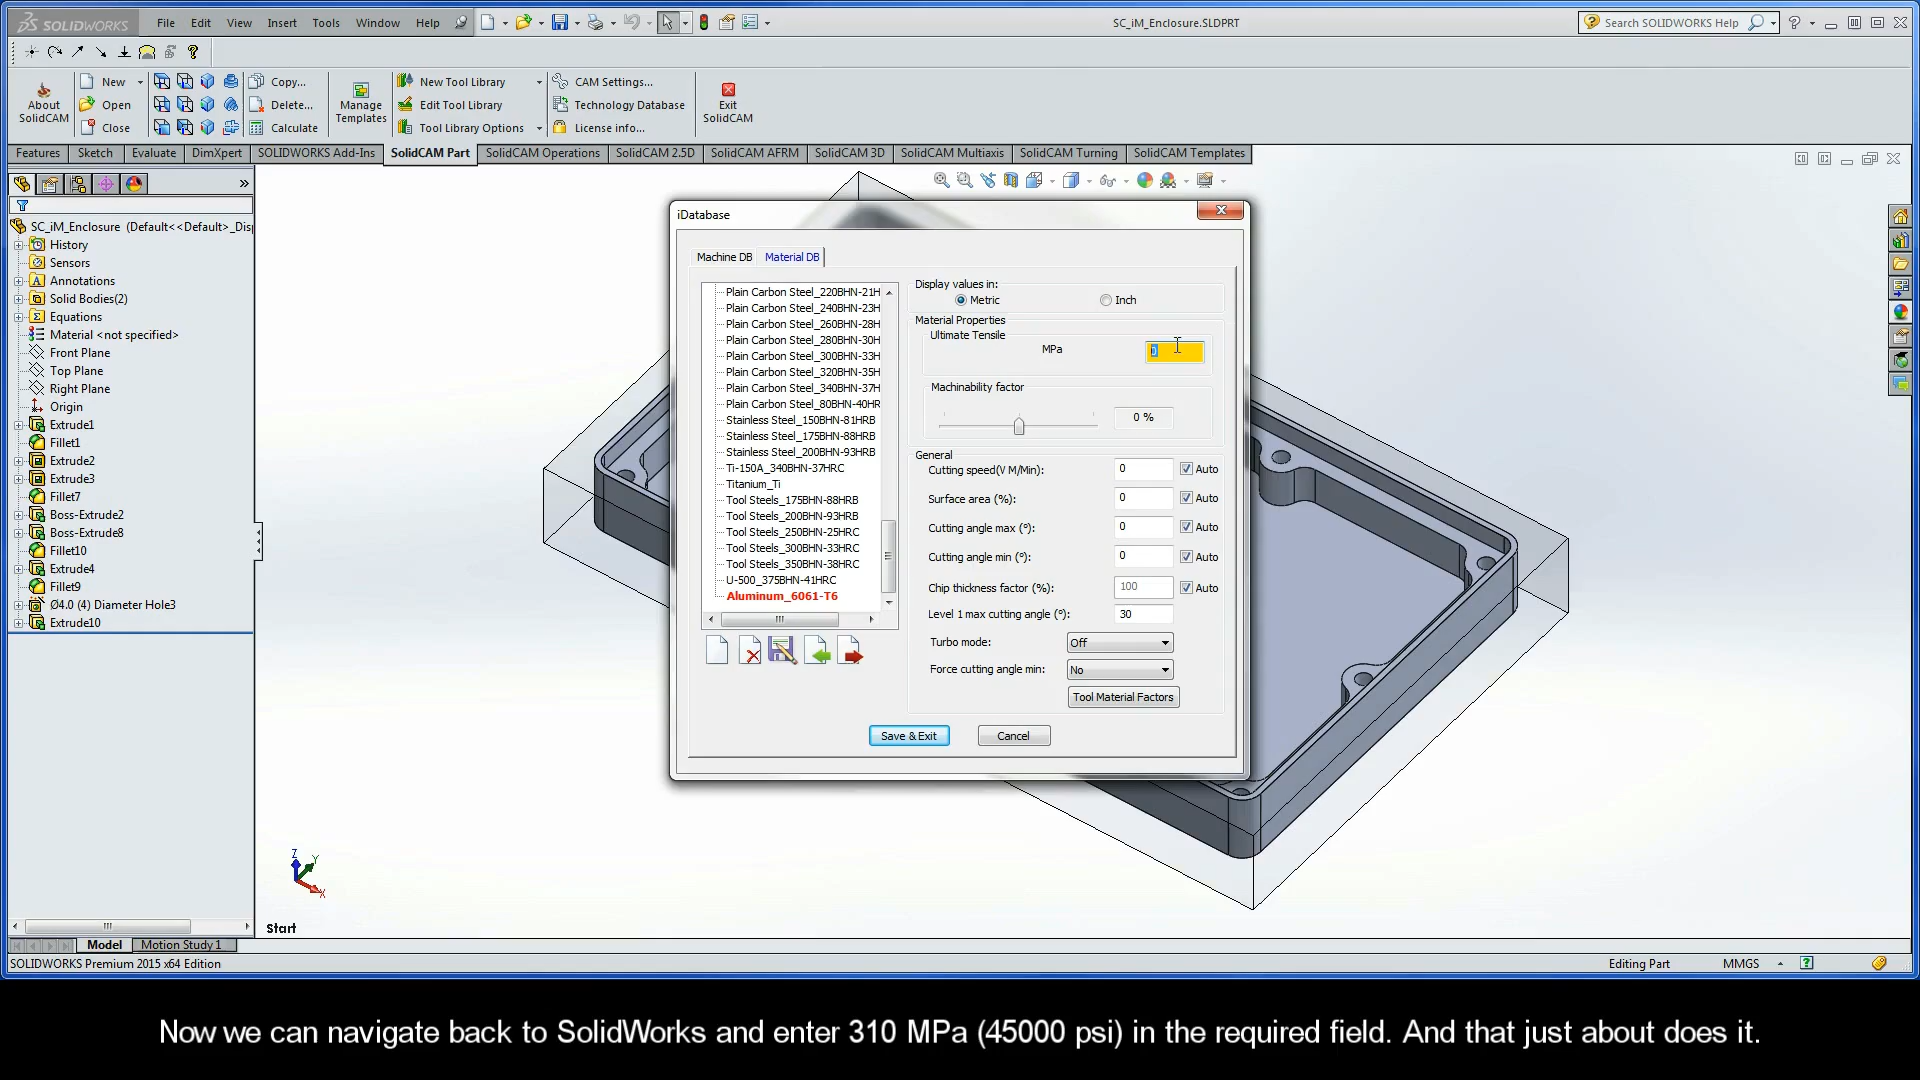 SOLIDWORKS File Edit View Insert Tools Window Help SC_iM_Enclosure.SLDPRT Search SOLIDWORKS Help
About SolidCAM
New
Open
Close
Copy...
Delete...
Calculate
Manage Templates
New Tool Library
Edit Tool Library
Tool Library Options
CAM Settings...
Technology Database
License info...
Exit SolidCAM
Features Sketch Evaluate DimXpert SOLIDWORKS Add-Ins SolidCAM Part SolidCAM Operations SolidCAM 2.5D SolidCAM AFRM SolidCAM 3D SolidCAM Multiaxis SolidCAM Turning SolidCAM Templates
SC_iM_Enclosure (Default<<Default>_Disp
History
Sensors
Annotations
Solid Bodies(2)
Equations
Material <not specified>
Front Plane
Top Plane
Right Plane
Origin
Extrude1
Fillet1
Extrude2
Extrude3
Fillet7
Boss-Extrude2
Boss-Extrude8
Fillet10
Extrude4
Fillet9
Ø4.0 (4) Diameter Hole3
Extrude10
iDatabase
Machine DB Material DB
Plain Carbon Steel_220BHN-21H
Plain Carbon Steel_240BHN-23H
Plain Carbon Steel_260BHN-28H
Plain Carbon Steel_280BHN-30H
Plain Carbon Steel_300BHN-33H
Plain Carbon Steel_320BHN-35H
Plain Carbon Steel_340BHN-37H
Plain Carbon Steel_80BHN-40HR
Stainless Steel_150BHN-81HRB
Stainless Steel_175BHN-88HRB
Stainless Steel_200BHN-93HRB
Ti-150A_340BHN-37HRC
Titanium_Ti
Tool Steels_175BHN-88HRB
Tool Steels_200BHN-93HRB
Tool Steels_250BHN-25HRC
Tool Steels_300BHN-33HRC
Tool Steels_350BHN-38HRC
U-500_375BHN-41HRC
Aluminum_6061-T6
Display values in:
Metric Inch
Material Properties
Ultimate Tensile
MPa 0
Machinability factor
0 %
General
Cutting speed(V M/Min): 0 Auto
Surface area (%): 0 Auto
Cutting angle max (º): 0 Auto
Cutting angle min (º): 0 Auto
Chip thickness factor (%): 100 Auto
Level 1 max cutting angle (º): 30
Turbo mode: Off
Force cutting angle min: No
Tool Material Factors
Save & Exit Cancel
Z Y X
Start
Model Motion Study 1
SOLIDWORKS Premium 2015 x64 Edition Editing Part MMGS
Now we can navigate back to SolidWorks and enter 310 MPa (45000 psi) in the required field. And that just about does it.